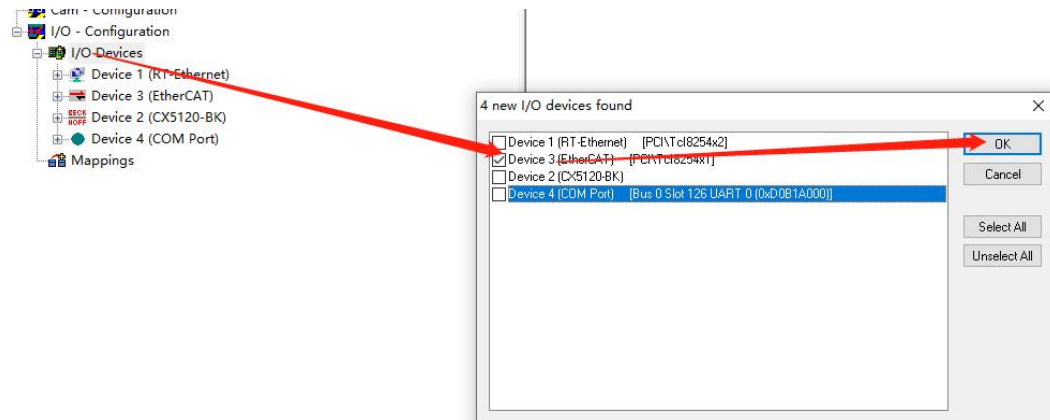 Cam - Configuration
I/O - Configuration
I/O Devices
Device 1 (RT-Ethernet)
Device 3 (EtherCAT)
BECK
HOFF
Device 2 (CX5120-BK)
Device 4 (COM Port)
Mappings
4 new I/O devices found
Device 1 (RT-Ethernet) [PCI\TcI8254x2]
Device 3 (EtherCAT) [PCI\TcI8254x1]
Device 2 (CX5120-BK)
Device 4 (COM Port) [Bus 0 Slot 126 UART 0 (0xD0B1A000)]
OK
Cancel
Select All
Unselect All